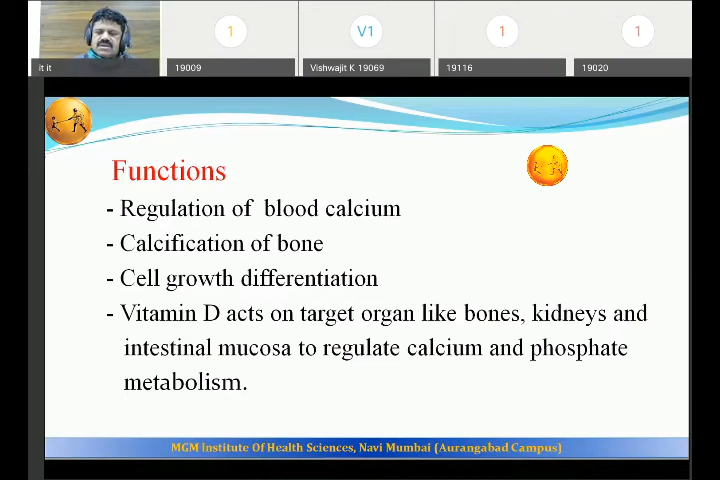 1
V1
1
1
it it
19009
Vishwajit K 19069
19116
19020
Functions
- Regulation of blood calcium
- Calcification of bone
- Cell growth differentiation
- Vitamin D acts on target organ like bones, kidneys and
intestinal mucosa to regulate calcium and phosphate
metabolism.
MGM Institute Of Health Sciences, Navi Mumbai (Aurangabad Campus)